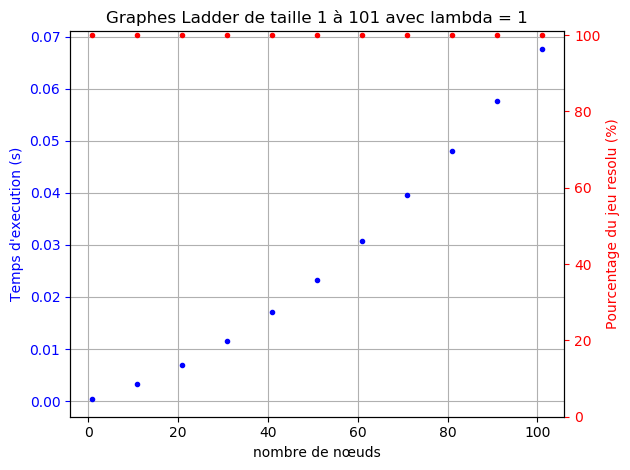 Graphes Ladder de taille 1 à 101 avec lambda = 1
Temps d'execution (s)
0.07
0.06
0.05
0.04
0.03
0.02
0.01
0.00
0 20 40 60 80 100
nombre de nœuds
100
80
60
40
20
0
Pourcentage du jeu resolu (%)